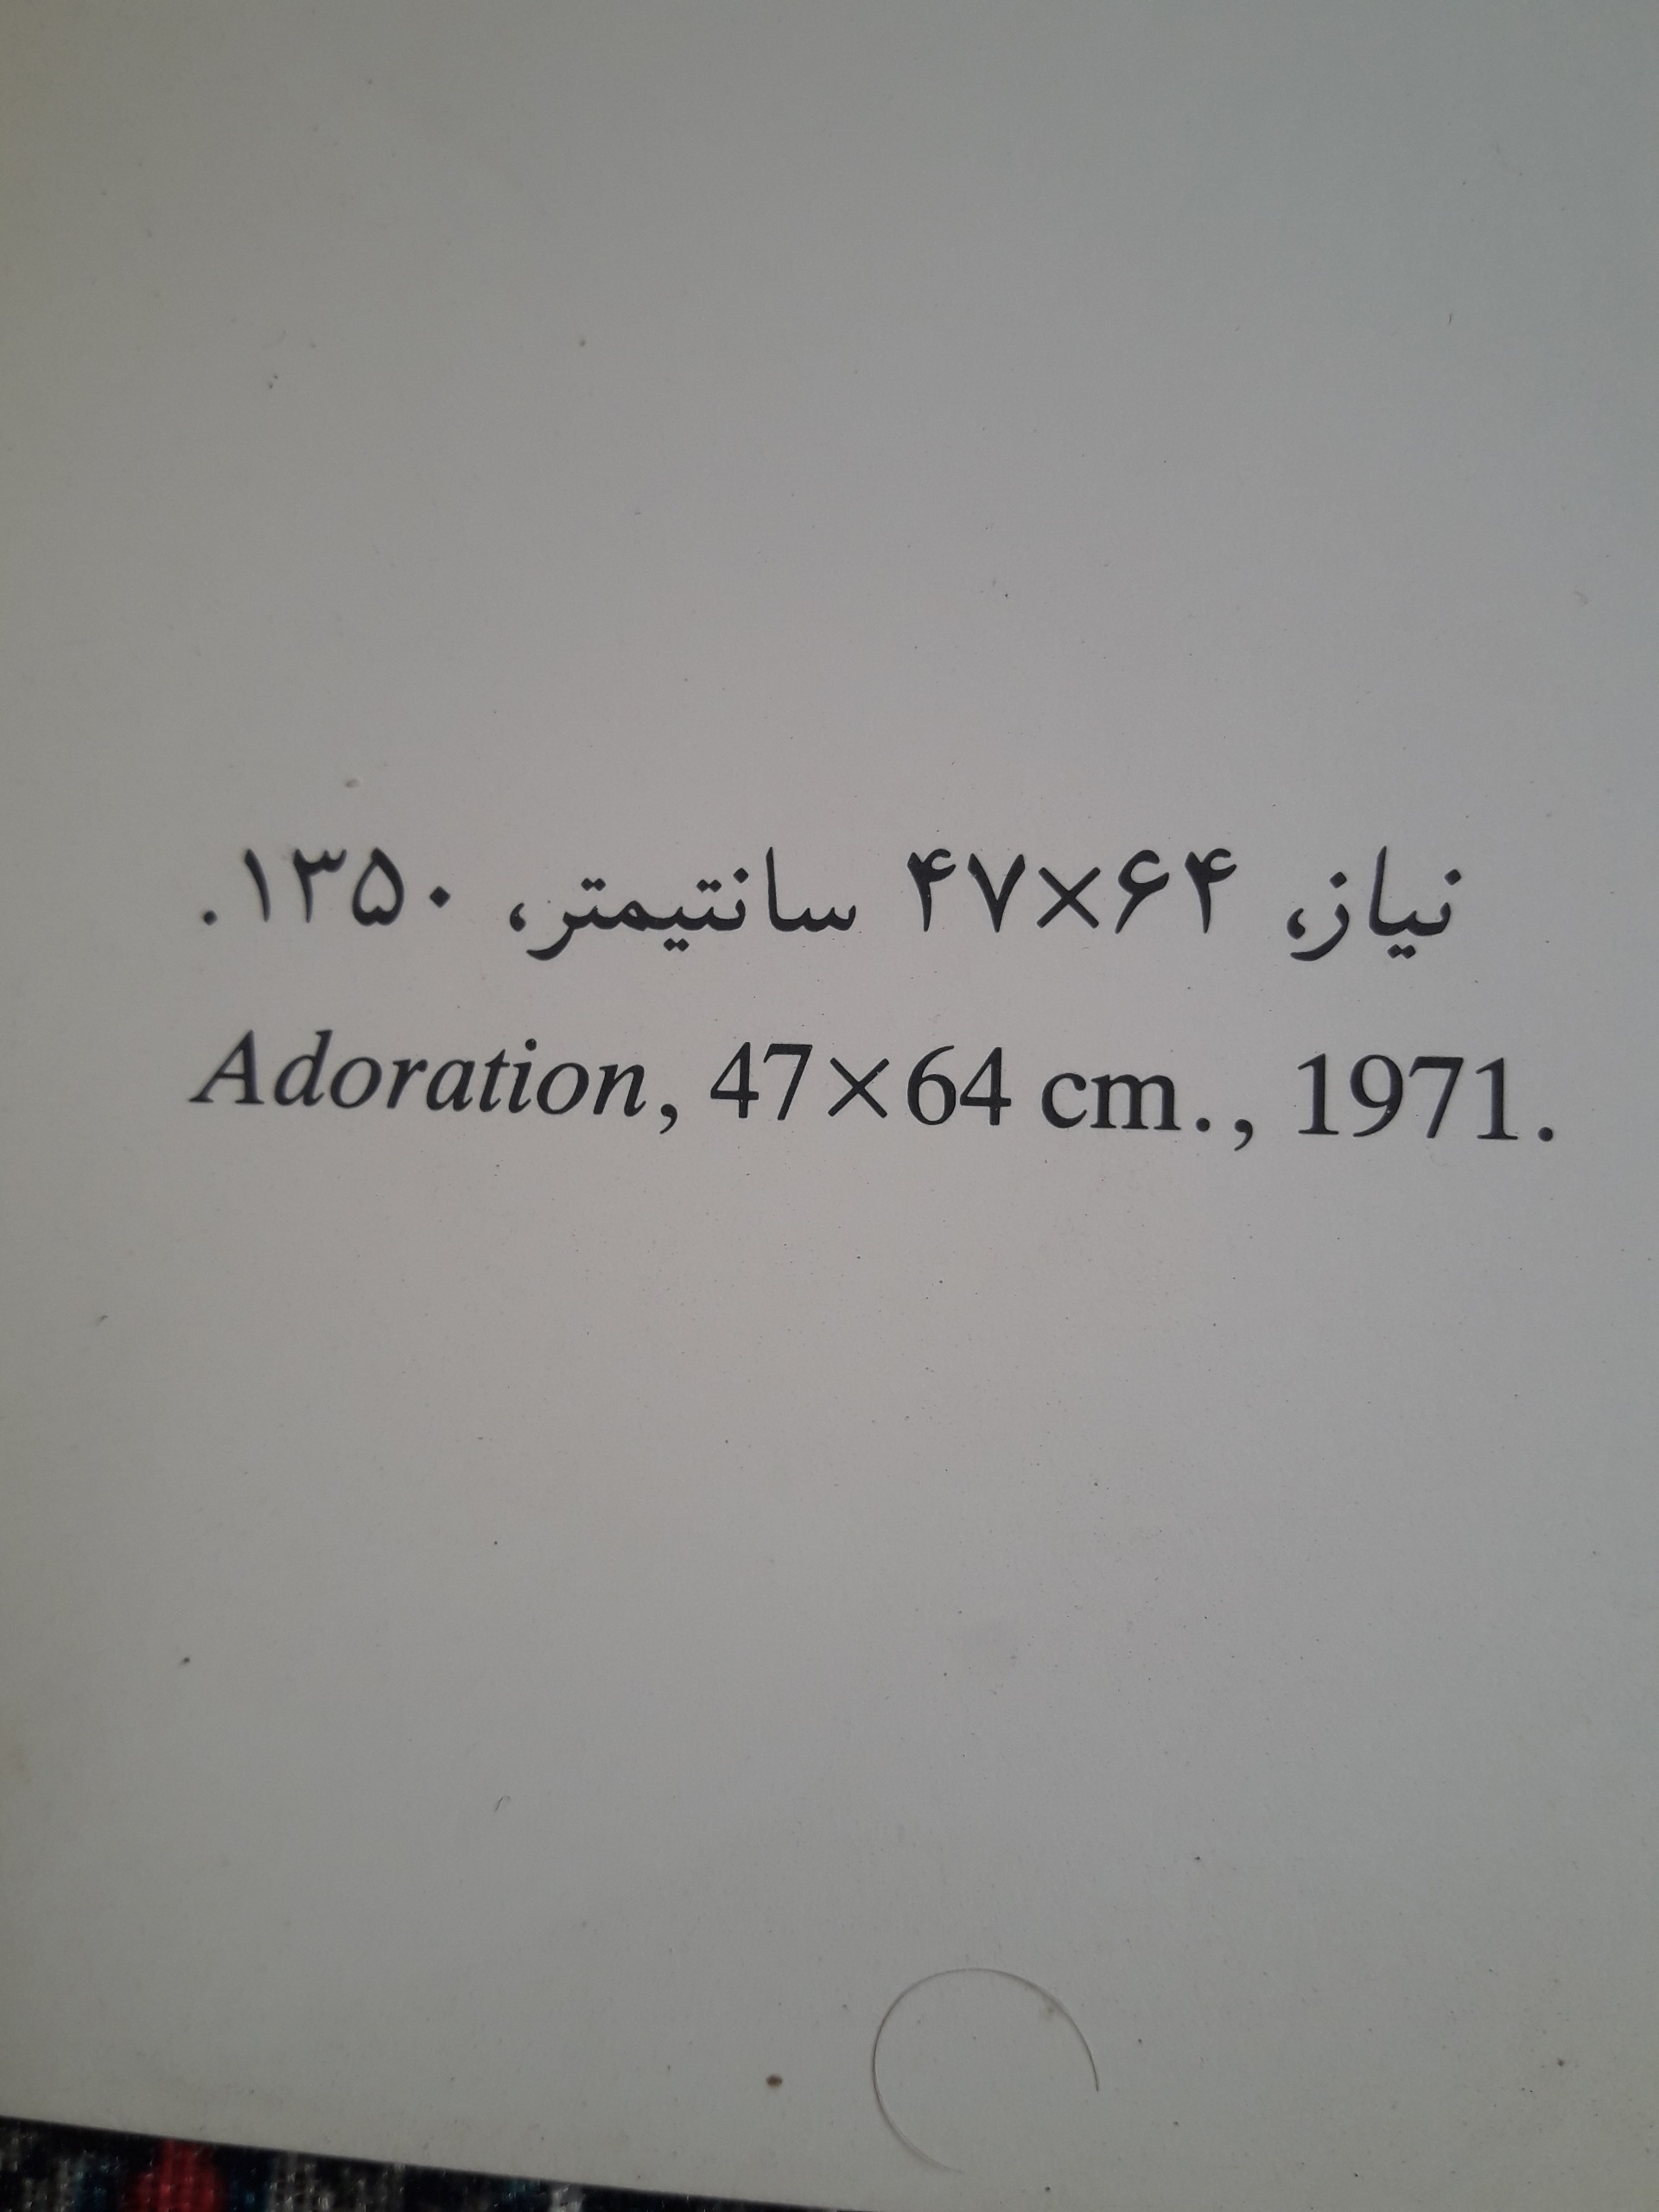 نیاز، ۴۷×۶۴ سانتیمتر، ۱۳۵۰.
Adoration, 47×64 cm., 1971.